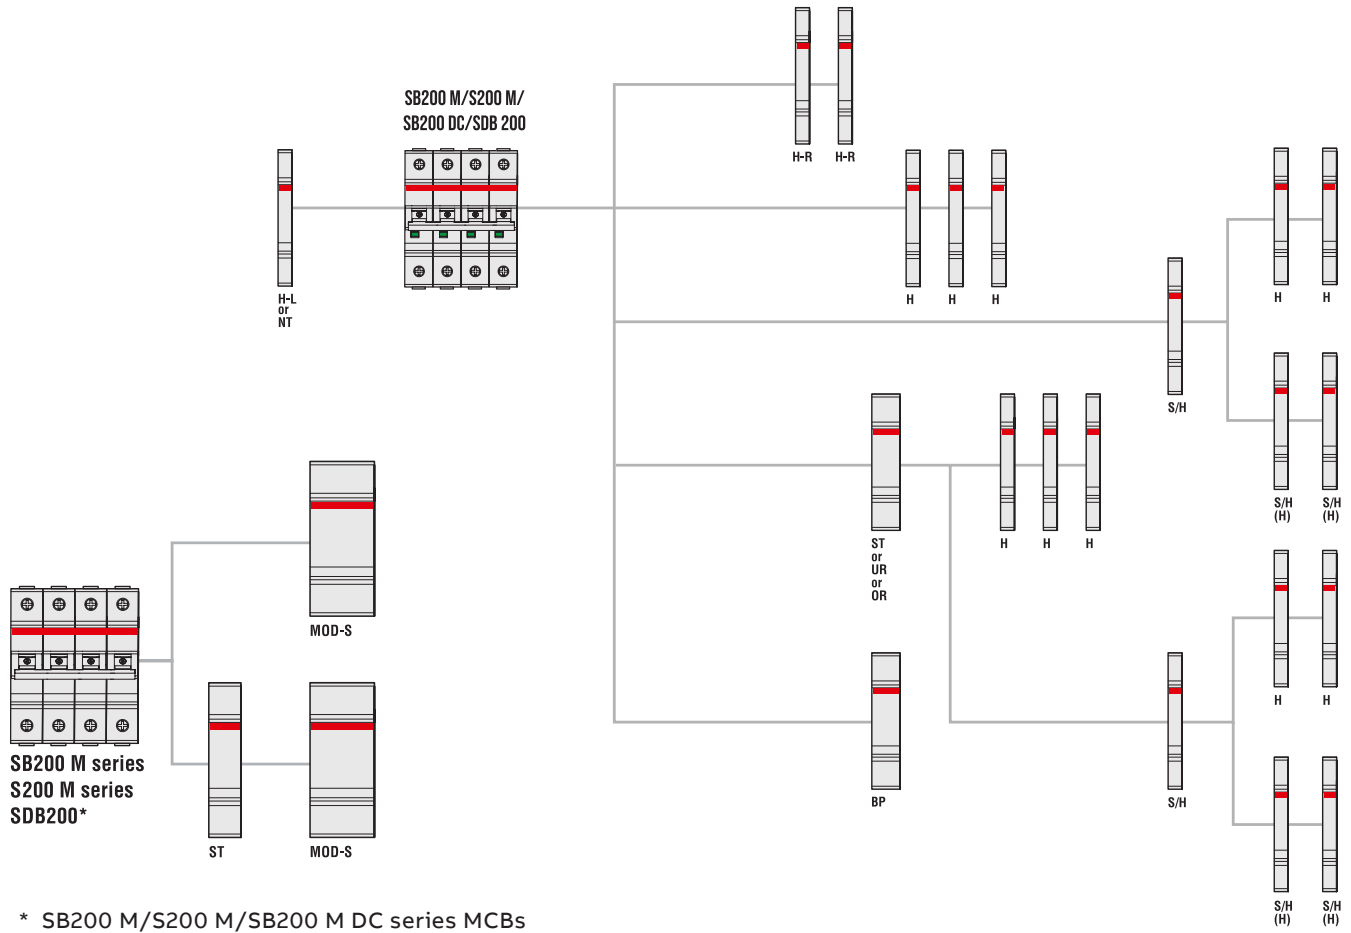 SB200 M/S200 M/
SB200 DC/SDB 200
H-R H-R
H-L
or
NT
H H H
H H
S/H
S/H
(H)
S/H
(H)
ST
or
UR
or
OR
H H H
MOD-S
H H
BP
S/H
SB200 M series
S200 M series
SDB200*
ST
MOD-S
S/H
(H)
S/H
(H)
* SB200 M/S200 M/SB200 M DC series MCBs